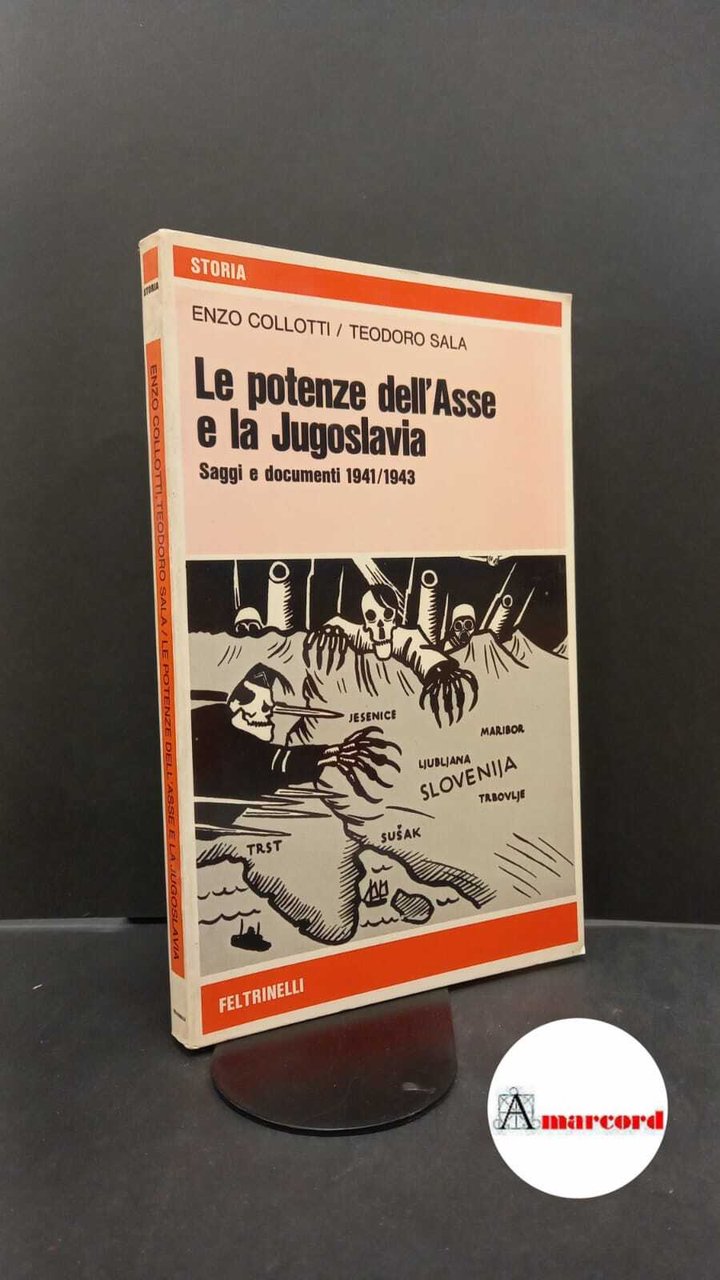 STORIA
ENZO COLLOTTI / TEODORO SALA
Le potenze dell'Asse
e la Jugoslavia
Saggi e documenti 1941/1943
JESENICE
MARIBOR
LJUBLJANA
SLOVENIJA
TRBOVLJE
TRST
SUŠAK
FELTRINELLI
STORIA
ENZO COLLOTTI, TEODORO SALA / LE POTENZE DELL'ASSE E LA JUGOSLAVIA
Amarcord